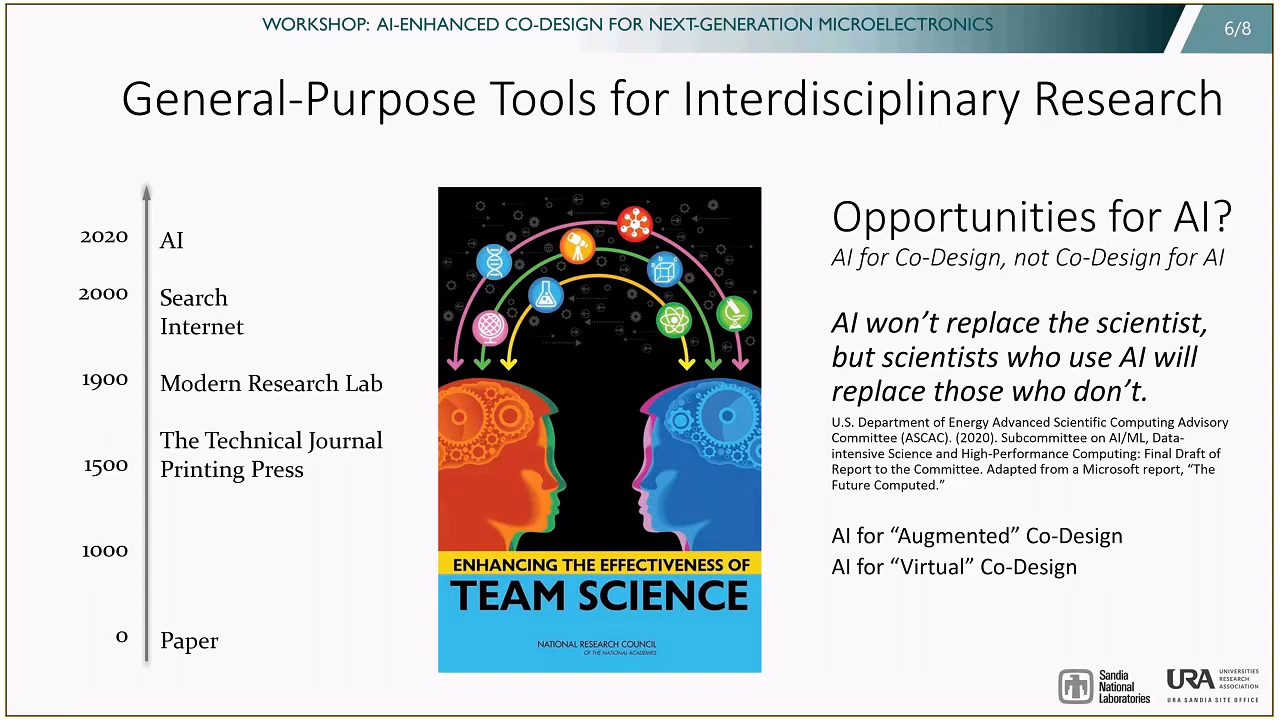 WORKSHOP: AI-ENHANCED CO-DESIGN FOR NEXT-GENERATION MICROELECTRONICS
6/8
General-Purpose Tools for Interdisciplinary Research
2020 AI
2000 Search
Internet
1900 Modern Research Lab
The Technical Journal
1500 Printing Press
1000
0 Paper
a b c
ENHANCING THE EFFECTIVENESS OF
TEAM SCIENCE
NATIONAL RESEARCH COUNCIL
OF THE NATIONAL ACADEMIES
Opportunities for AI?
AI for Co-Design, not Co-Design for AI
AI won’t replace the scientist,
but scientists who use AI will
replace those who don’t.
U.S. Department of Energy Advanced Scientific Computing Advisory
Committee (ASCAC). (2020). Subcommittee on AI/ML, Data-
intensive Science and High-Performance Computing: Final Draft of
Report to the Committee. Adapted from a Microsoft report, “The
Future Computed.”
AI for “Augmented” Co-Design
AI for “Virtual” Co-Design
Sandia
National
Laboratories
URA
UNIVERSITIES
RESEARCH
ASSOCIATION
URA SANDIA SITE OFFICE